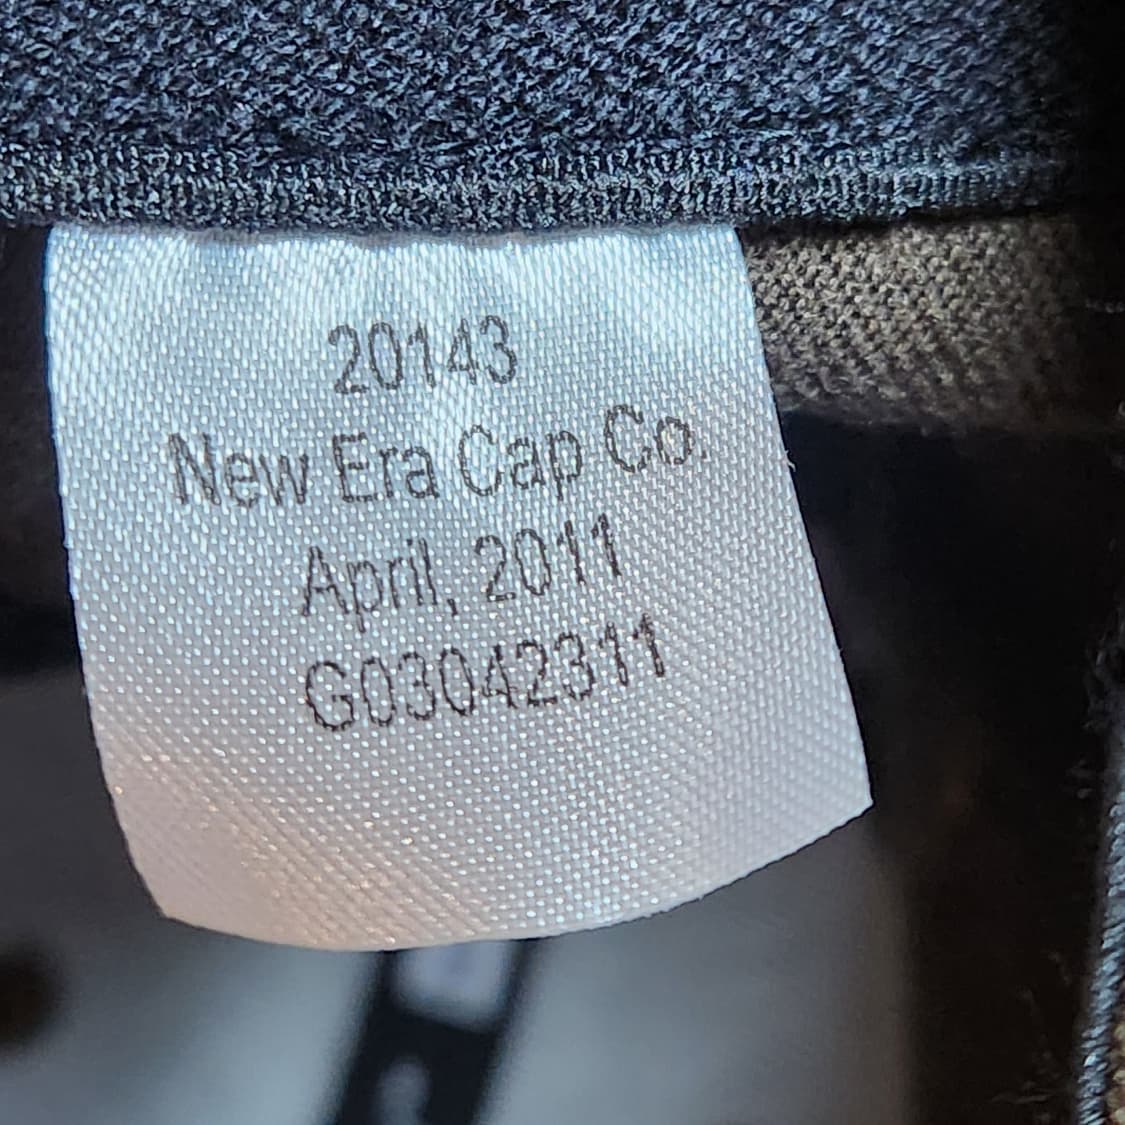 20143
New Era Cap Co.
April, 2011
G03042311